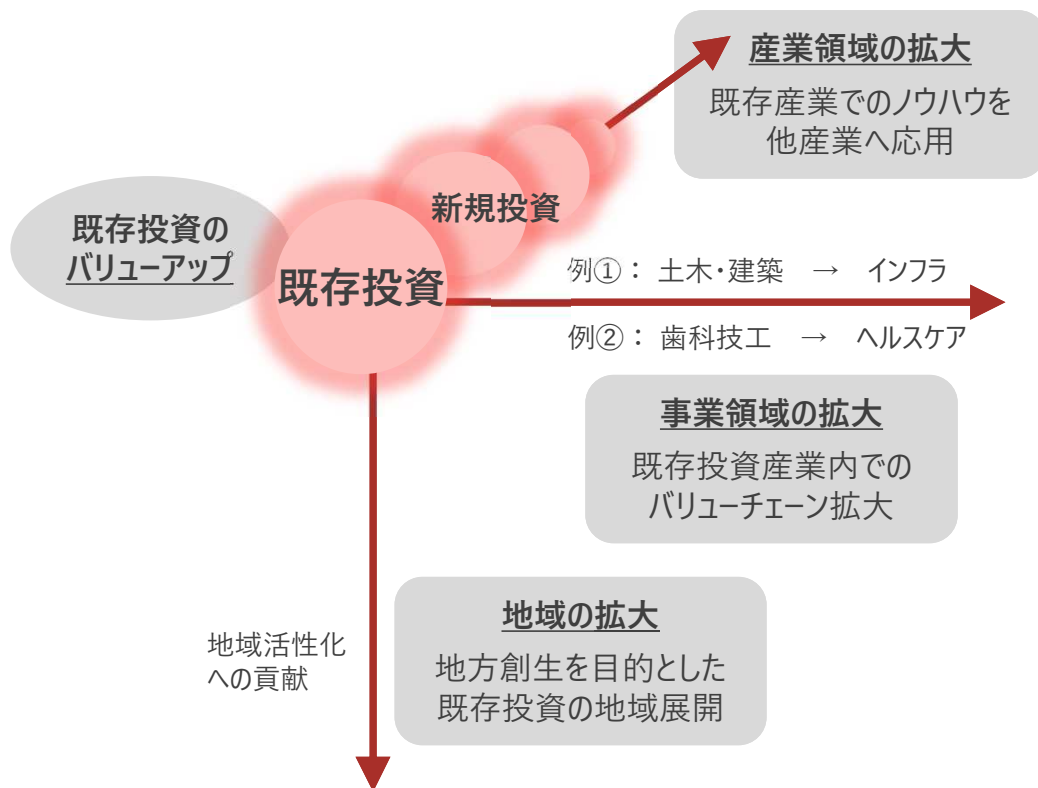 産業領域の拡大
既存産業でのノウハウを
他産業へ応用
新規投資
既存投資の
バリューアップ
既存投資
例①： 土木・建築 → インフラ
例②： 歯科技工 → ヘルスケア
事業領域の拡大
既存投資産業内での
バリューチェーン拡大
地域活性化
への貢献
地域の拡大
地方創生を目的とした
既存投資の地域展開